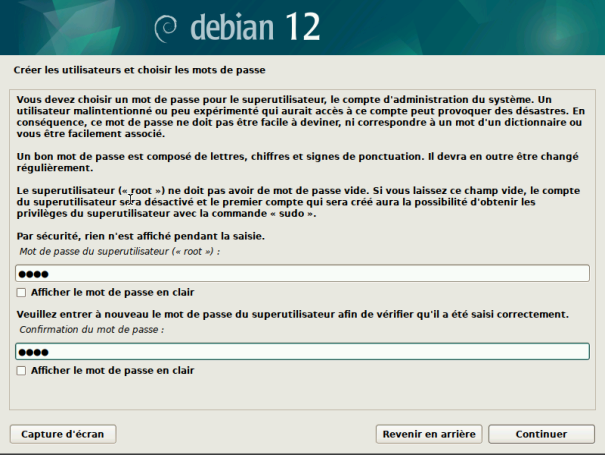 debian 12
Créer les utilisateurs et choisir les mots de passe
Vous devez choisir un mot de passe pour le superutilisateur, le compte d'administration du système. Un
utilisateur malintentionné ou peu expérimenté qui aurait accès à ce compte peut provoquer des désastres. En
conséquence, ce mot de passe ne doit pas être facile à deviner, ni correspondre à un mot d'un dictionnaire ou
vous être facilement associé.
Un bon mot de passe est composé de lettres, chiffres et signes de ponctuation. Il devra en outre être changé
régulièrement.
Le superutilisateur (« root ») ne doit pas avoir de mot de passe vide. Si vous laissez ce champ vide, le compte
du superutilisateur sera désactivé et le premier compte qui sera créé aura la possibilité d'obtenir les
privilèges du superutilisateur avec la commande « sudo ».
Par sécurité, rien n'est affiché pendant la saisie.
Mot de passe du superutilisateur (« root ») :
●●●●
Afficher le mot de passe en clair
Veuillez entrer à nouveau le mot de passe du superutilisateur afin de vérifier qu'il a été saisi correctement.
Confirmation du mot de passe :
●●●●
Afficher le mot de passe en clair
Capture d'écran
Revenir en arrière
Continuer